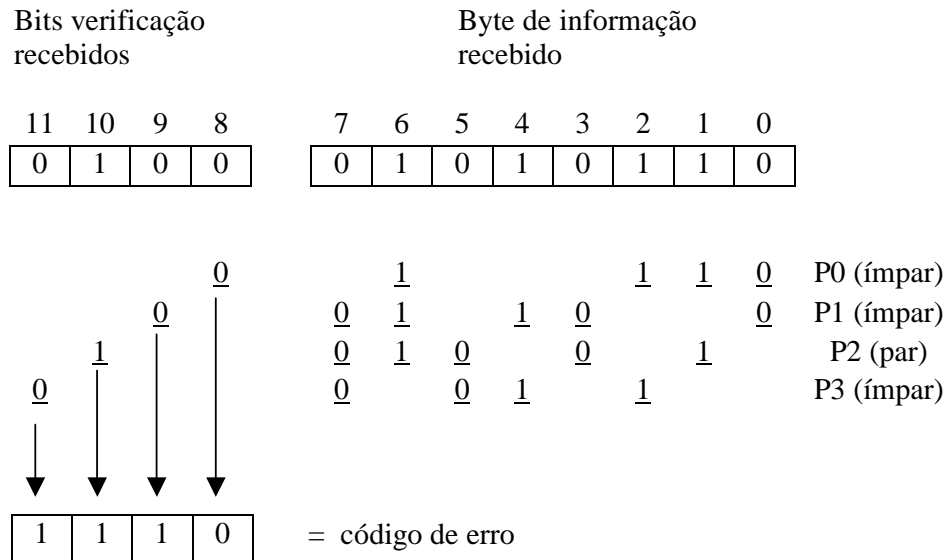 Bits verificação Byte de informação
recebidos recebido
11 10 9 8 7 6 5 4 3 2 1 0
0 1 0 0 0 1 0 1 0 1 1 0
0 1 1 1 0 P0 (ímpar)
0 0 1 1 0 0 P1 (ímpar)
1 0 1 0 0 1 P2 (par)
0 0 0 1 1 P3 (ímpar)
1 1 1 0 = código de erro